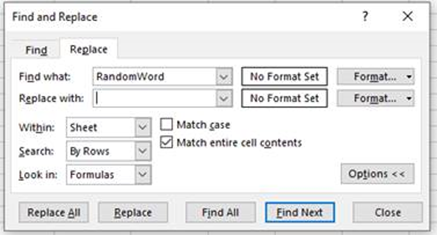 Find and Replace ? ×
Find Replace
Find what: RandomWord No Format Set Format...
Replace with: No Format Set Format...
Within: Sheet Match case
Match entire cell contents
Search: By Rows
Look in: Formulas Options <<
Replace All Replace Find All Find Next Close